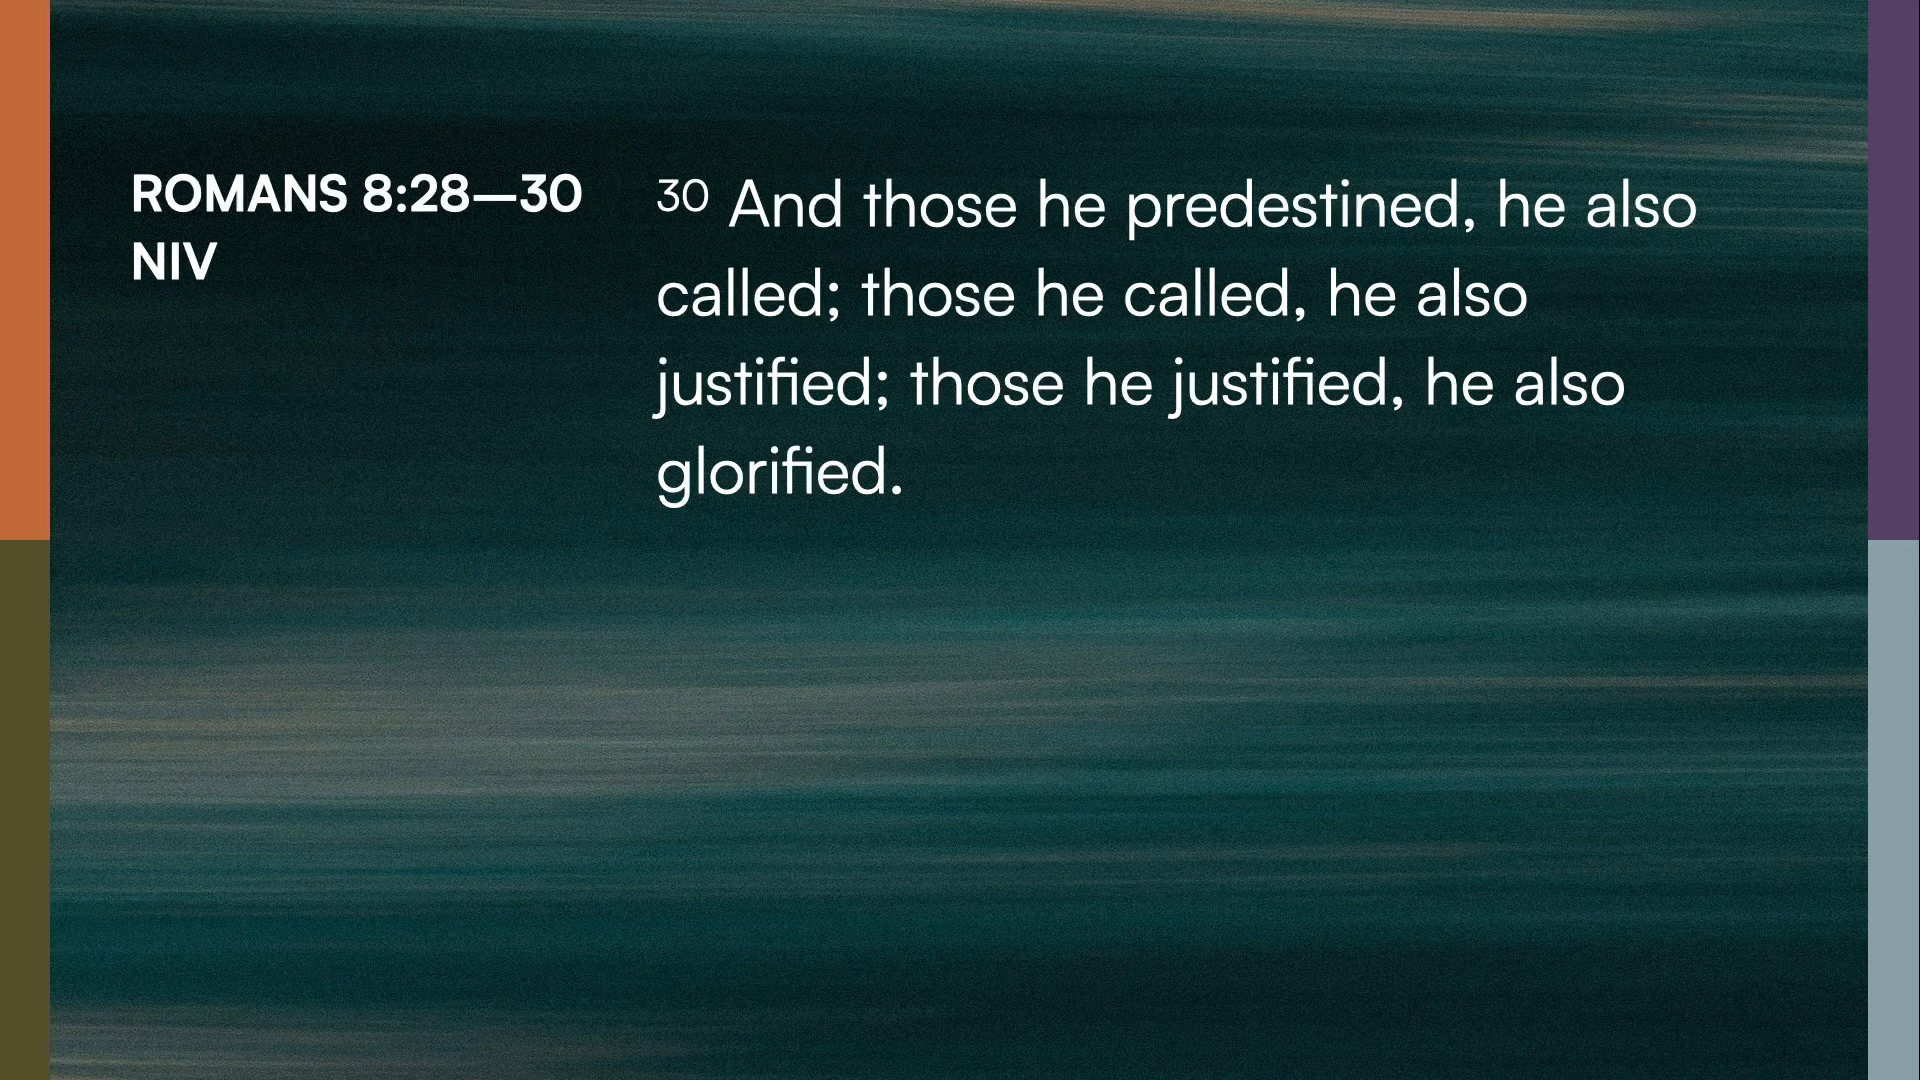 ROMANS 8:28—30
NIV
30 And those he predestined, he also
called; those he called, he also
justified; those he justified, he also
glorified.